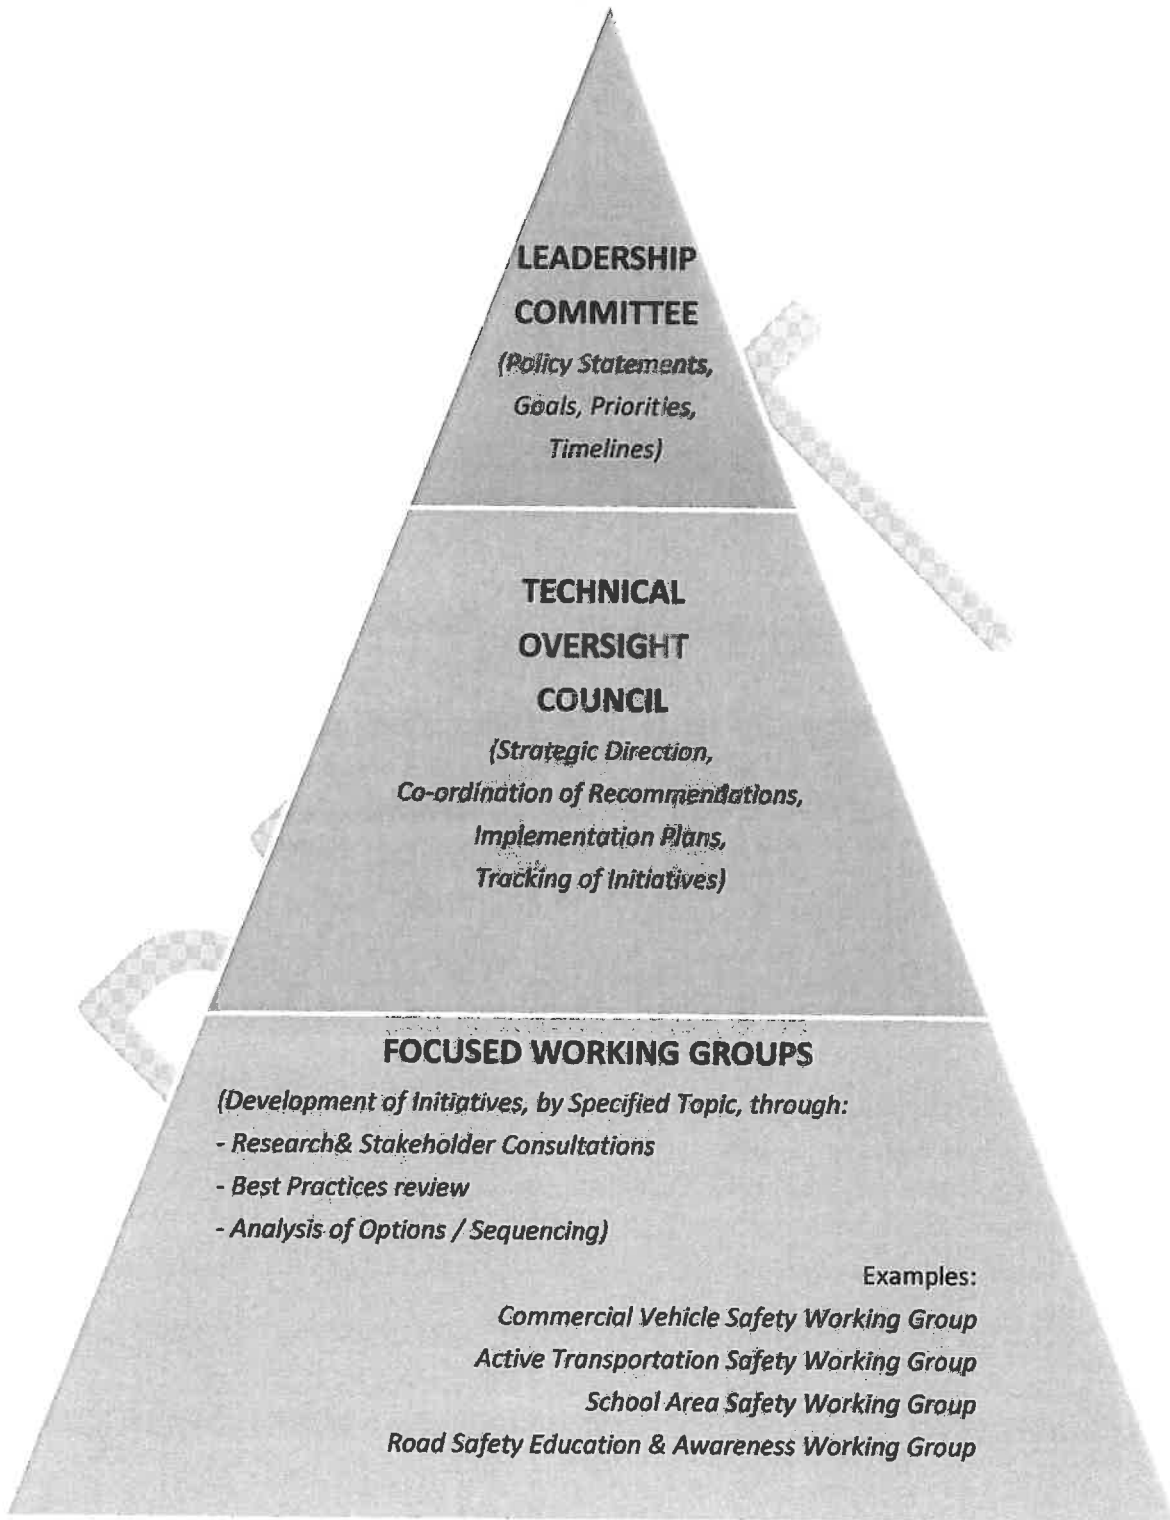 LEADERSHIP
COMMITTEE
(Policy Statements,
Goals, Priorities,
Timelines)
TECHNICAL
OVERSIGHT
COUNCIL
(Strategic Direction,
Co-ordination of Recommendations,
Implementation Plans,
Tracking of Initiatives)
FOCUSED WORKING GROUPS
(Development of Initiatives, by Specified Topic, through:
- Research& Stakeholder Consultations
- Best Practices review
- Analysis of Options / Sequencing)
Examples:
Commercial Vehicle Safety Working Group
Active Transportation Safety Working Group
School Area Safety Working Group
Road Safety Education & Awareness Working Group